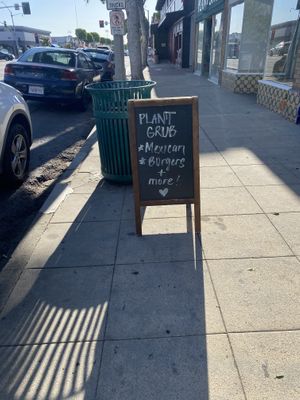 PLANT
GRUB
*Mexican
*Burgers
+
more!